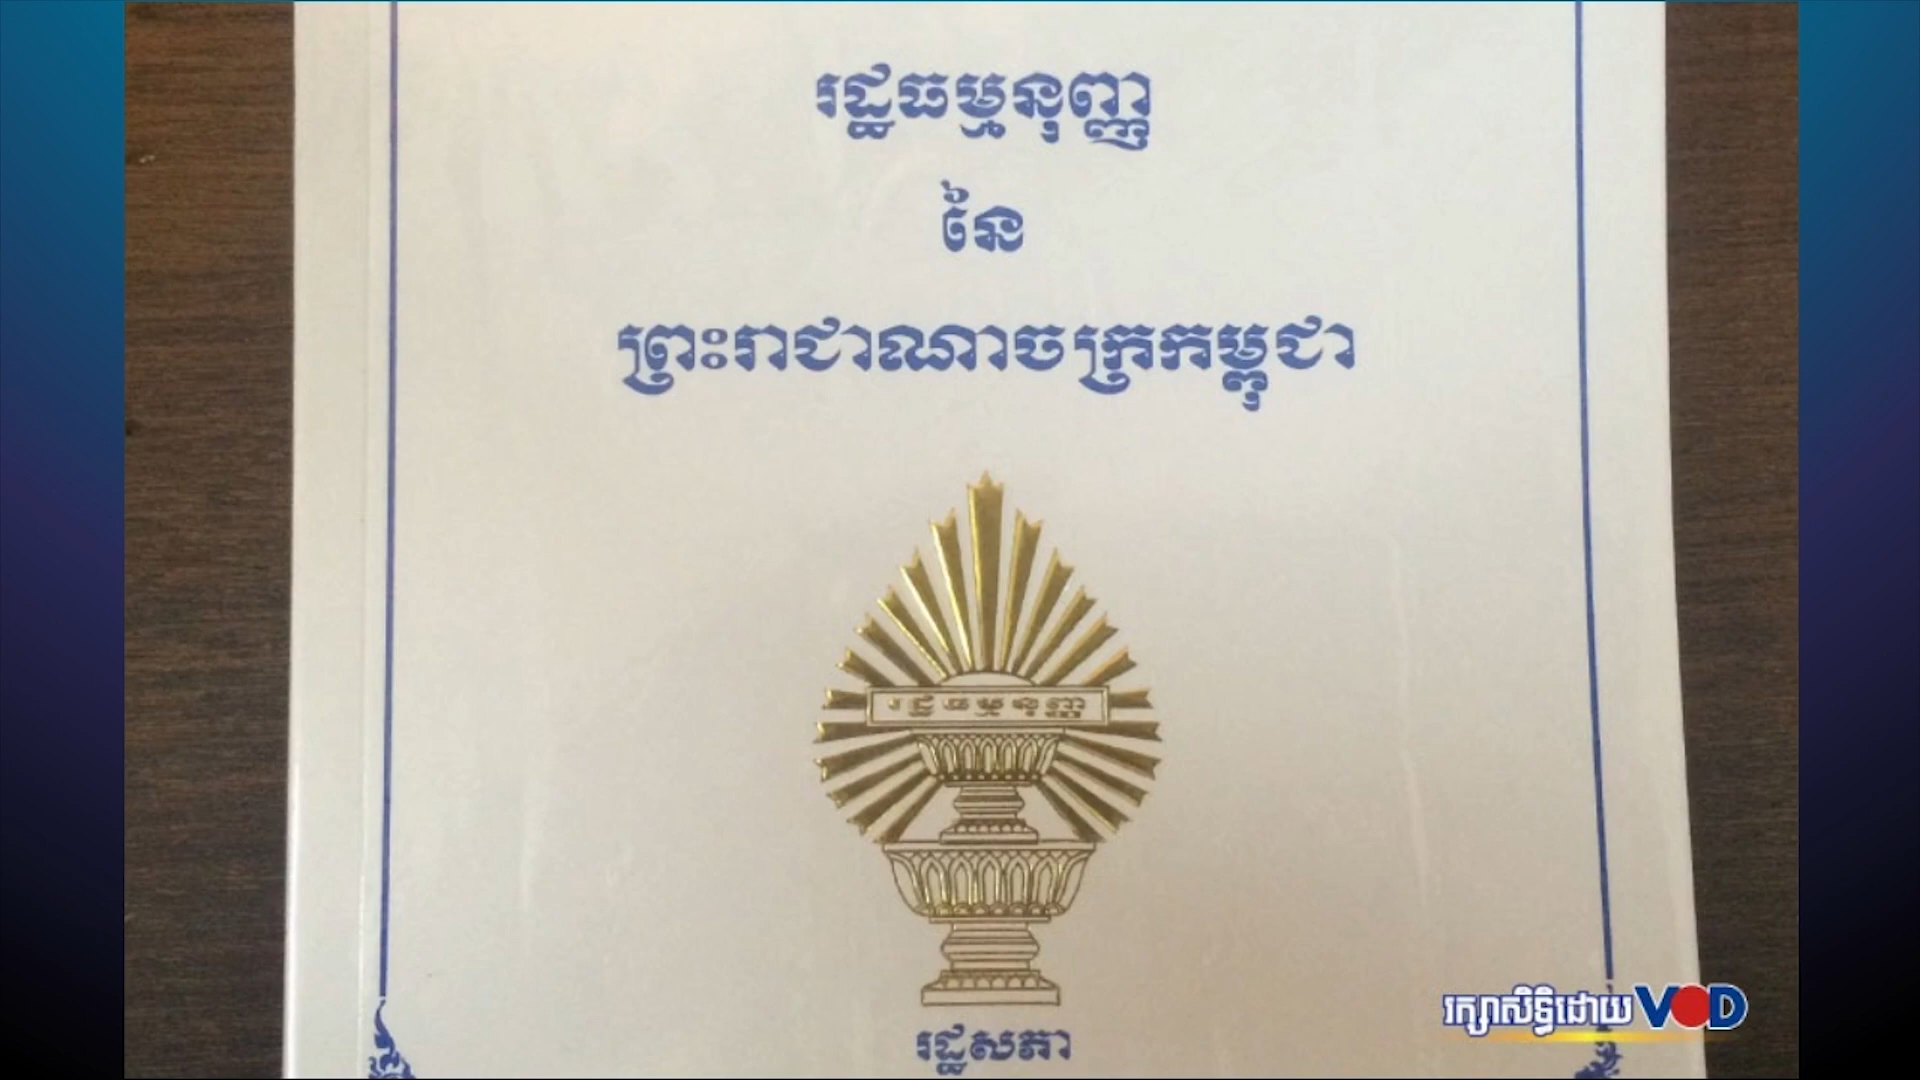 រដ្ឋធម្មនុញ្ញ
នៃ
ព្រះរាជាណាចក្រកម្ពុជា
រដ្ឋធម្មនុញ្ញ
រដ្ឋសភា
រក្សាសិទ្ធិដោយ VOD